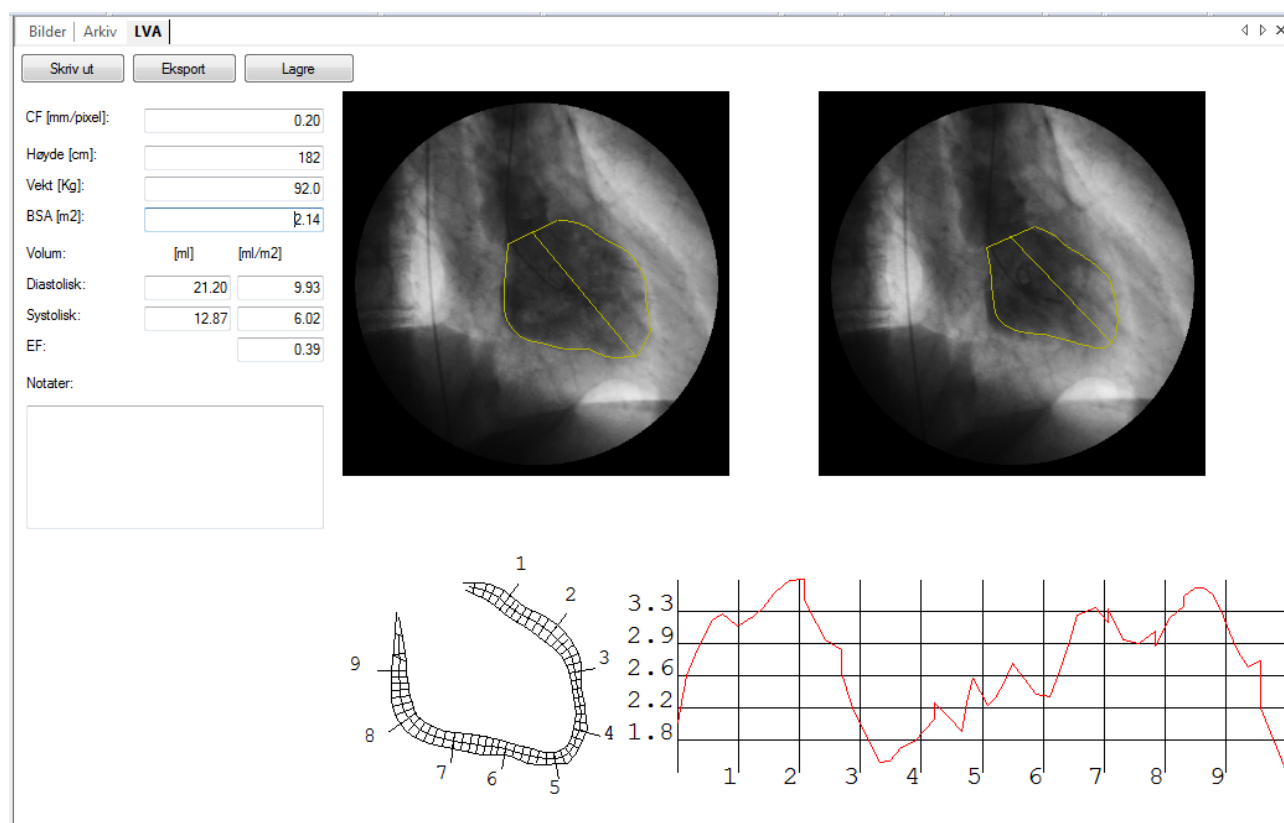 Bilder Arkiv LVA
Skriv ut Eksport Lagre
CF [mm/pixel]: 0.20
Høyde [cm]: 182
Vekt [Kg]: 92.0
BSA [m2]: 2.14
Volum: [ml] [ml/m2]
Diastolisk: 21.20 9.93
Systolisk: 12.87 6.02
EF: 0.39
Notater:
1
2
3
4
5
6
7
8
9
3.3
2.9
2.6
2.2
1.8
1 2 3 4 5 6 7 8 9